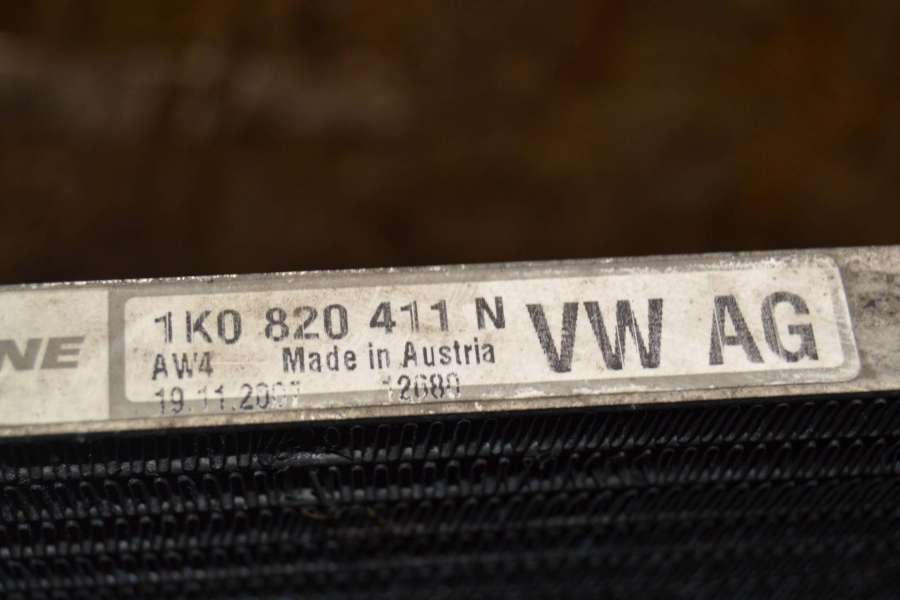 NE
1K0 820 411 N
VW AG
AW4 Made in Austria
19.11.2007 12680